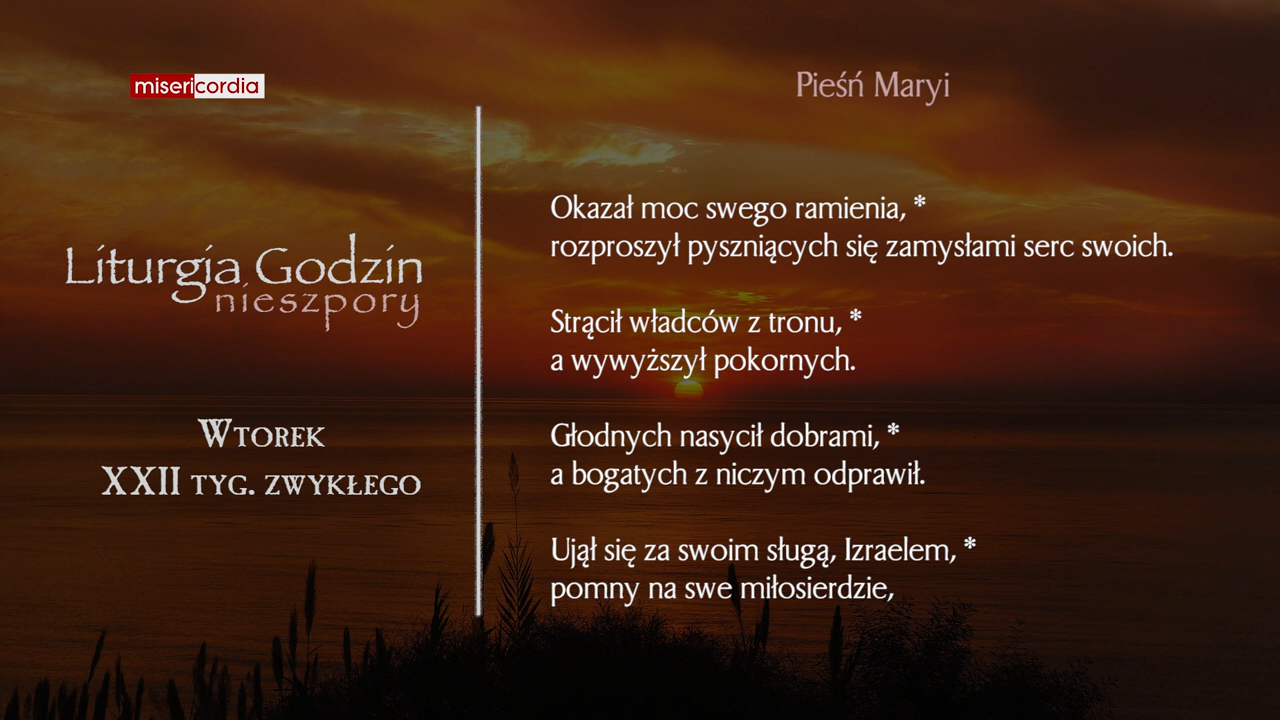 misericordia
Liturgia Godzin
nieszpory
Wtorek
XXII tyg. zwykłego
Pieśń Maryi
Okazał moc swego ramienia, *
rozproszył pyszniących się zamysłami serc swoich.
Strącił władców z tronu, *
a wywyższył pokornych.
Głodnych nasycił dobrami, *
a bogatych z niczym odprawił.
Ujął się za swoim sługą, Izraelem, *
pomny na swe miłosierdzie,